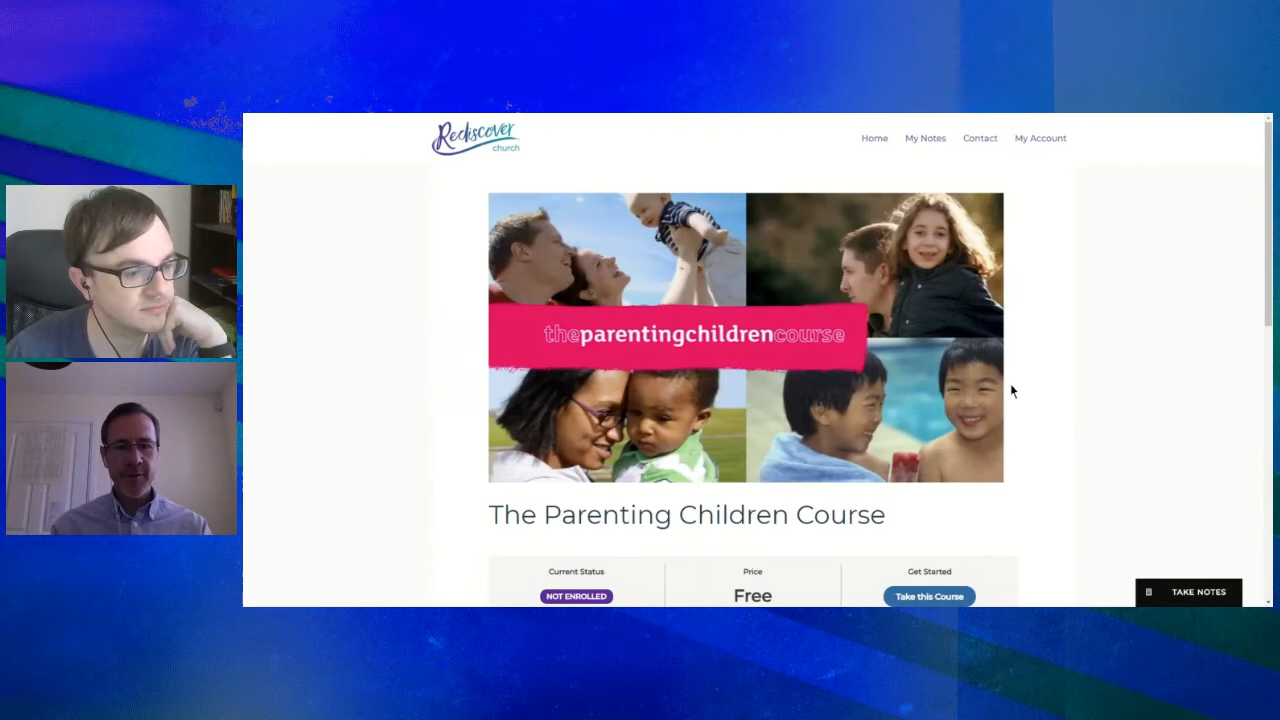 Rediscover
church
Home My Notes Contact My Account
theparentingchildrencourse
The Parenting Children Course
Current Status Price Get Started
NOT ENROLLED Free Take this Course
TAKE NOTES